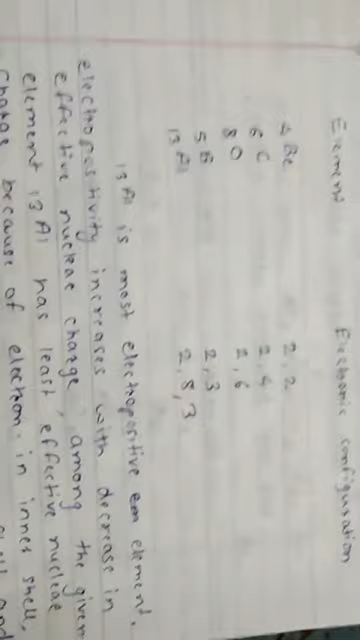 Element Electronic configuration
4 Be 2, 2
6 C 2, 4
8 O 2, 6
5 B 2, 3
13 Al 2, 8, 3
13 Al is most electropositive em element.
electropositivity increases with decrease in
effective nuclear charge, among the given
element 13 Al has least effective nuclear
charge because of electron in inner shell,
and